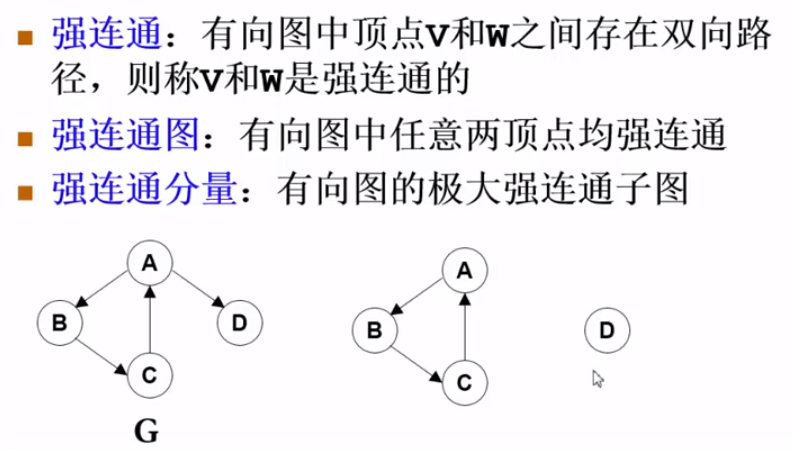 强连通：有向图中顶点V和W之间存在双向路
径，则称V和W是强连通的
强连通图：有向图中任意两顶点均强连通
强连通分量：有向图的极大强连通子图
A
B
D
C
G
A
B
C
D